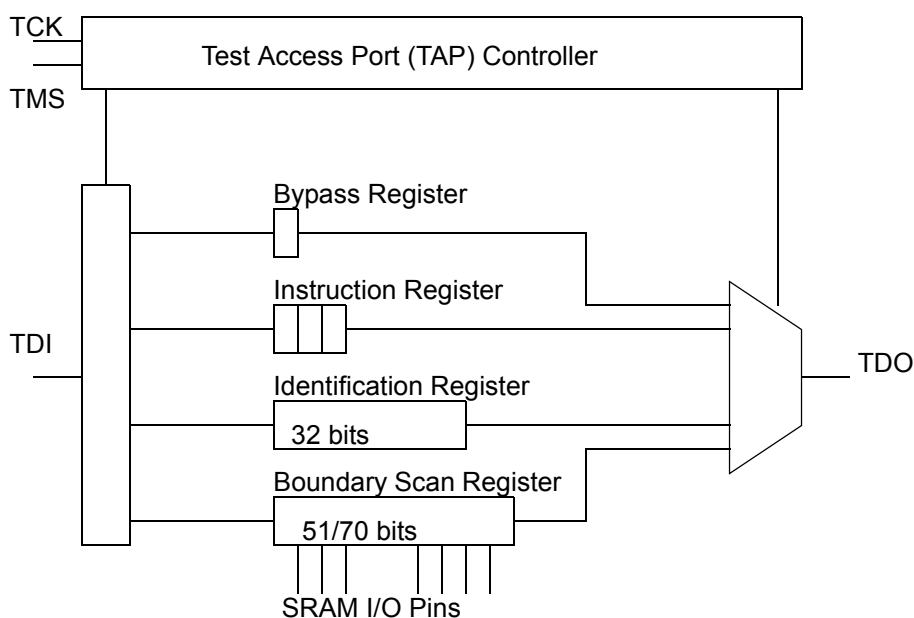 TCK
Test Access Port (TAP) Controller
TMS
Bypass Register
Instruction Register
TDI
TDO
Identification Register
32 bits
Boundary Scan Register
51/70 bits
SRAM I/O Pins